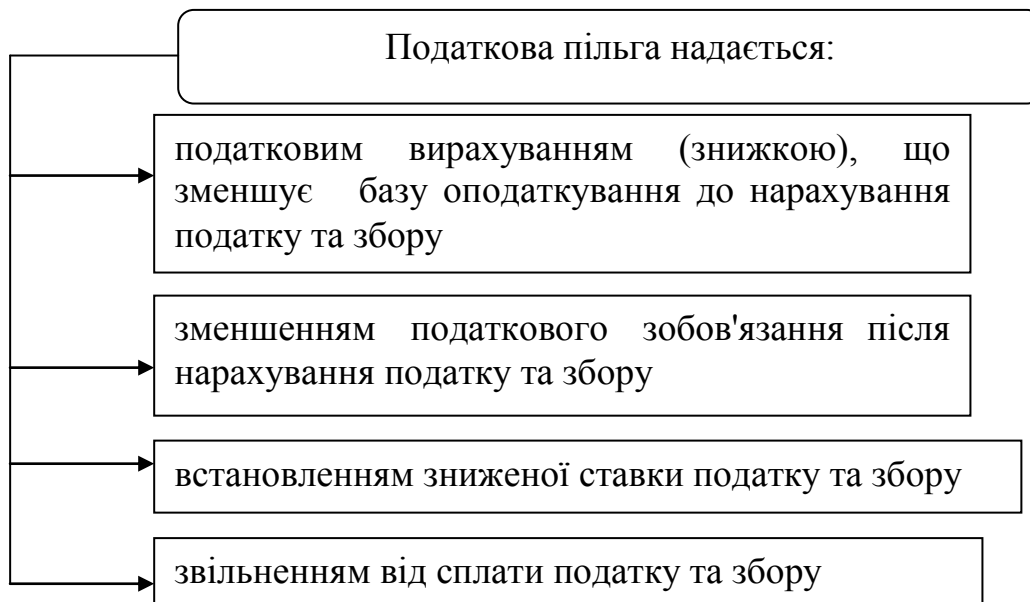 Податкова пільга надається:
податковим вирахуванням (знижкою), що
зменшує базу оподаткування до нарахування
податку та збору
зменшенням податкового зобов'язання після
нарахування податку та збору
встановленням зниженої ставки податку та збору
звільненням від сплати податку та збору